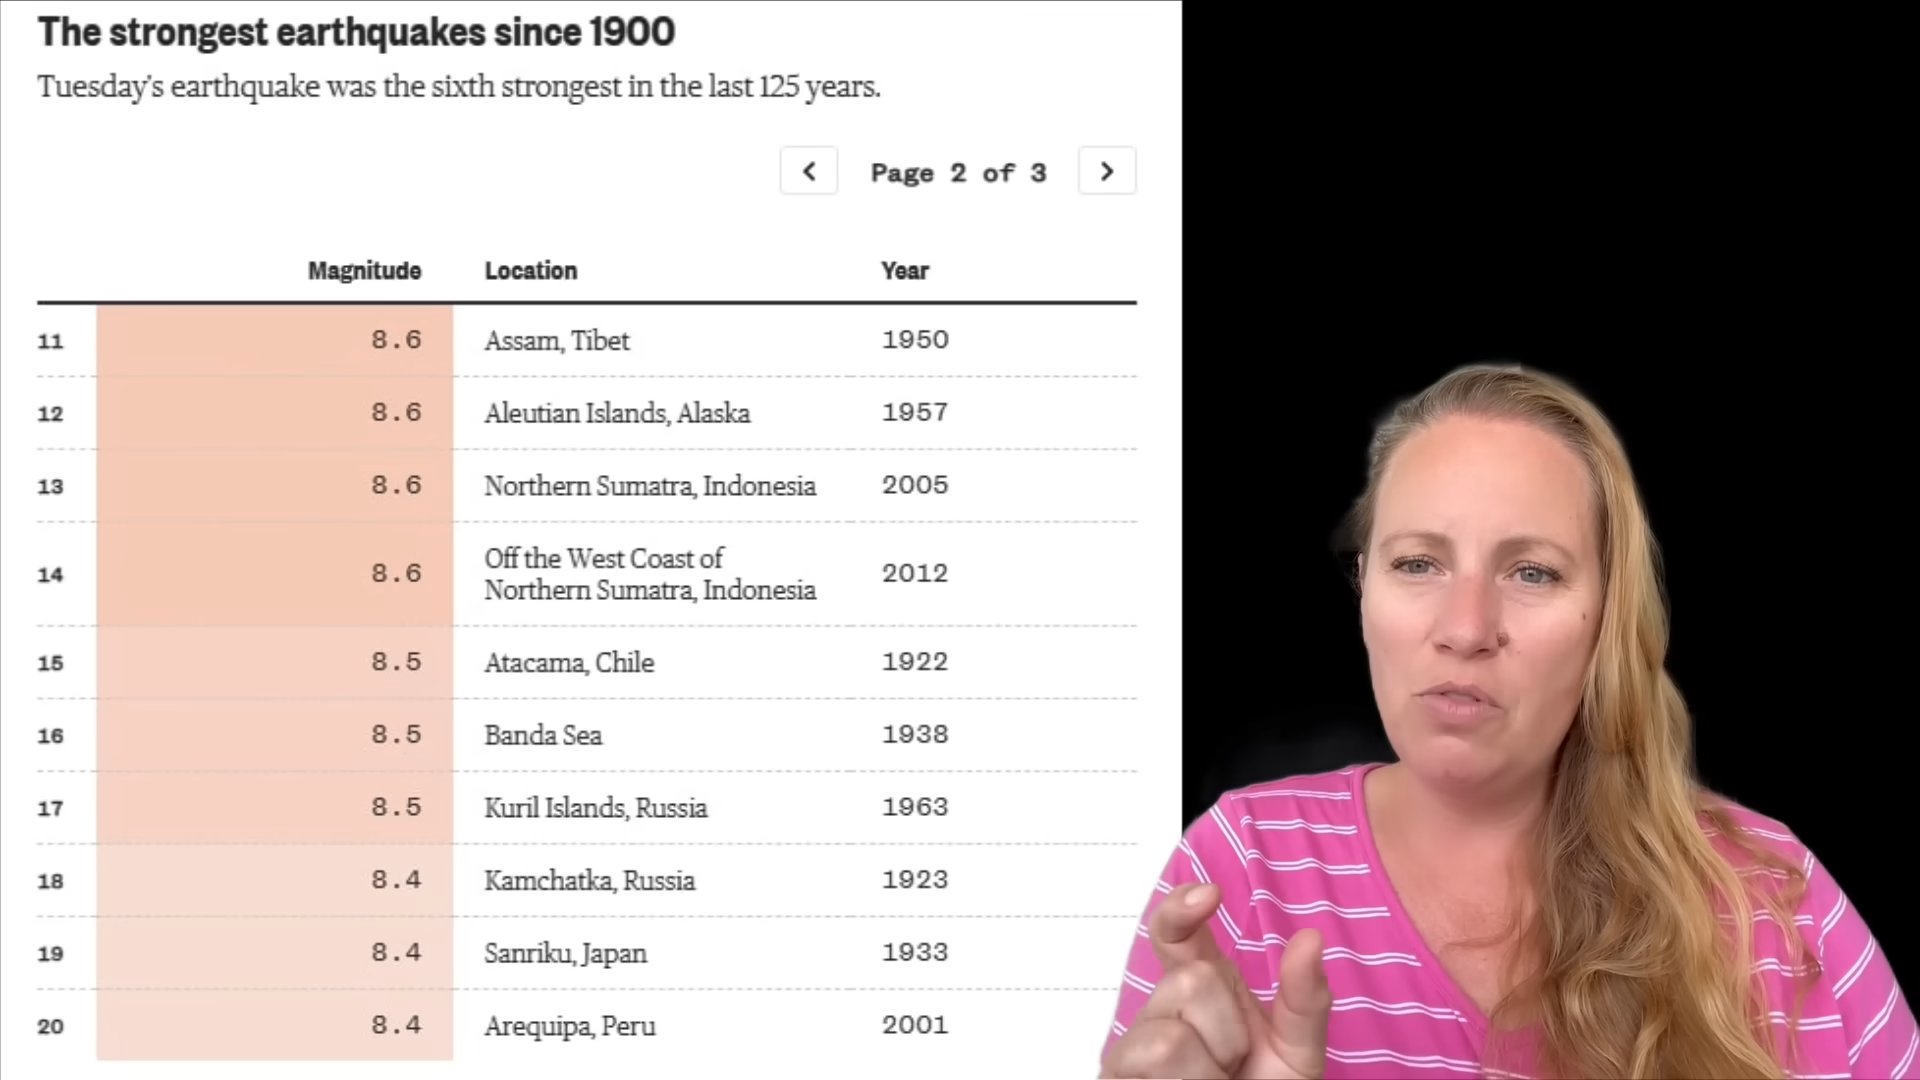 The strongest earthquakes since 1900
Tuesday's earthquake was the sixth strongest in the last 125 years.
Page 2 of 3
Magnitude Location Year
11 8.6 Assam, Tibet 1950
12 8.6 Aleutian Islands, Alaska 1957
13 8.6 Northern Sumatra, Indonesia 2005
14 8.6 Off the West Coast of
Northern Sumatra, Indonesia 2012
15 8.5 Atacama, Chile 1922
16 8.5 Banda Sea 1938
17 8.5 Kuril Islands, Russia 1963
18 8.4 Kamchatka, Russia 1923
19 8.4 Sanriku, Japan 1933
20 8.4 Arequipa, Peru 2001